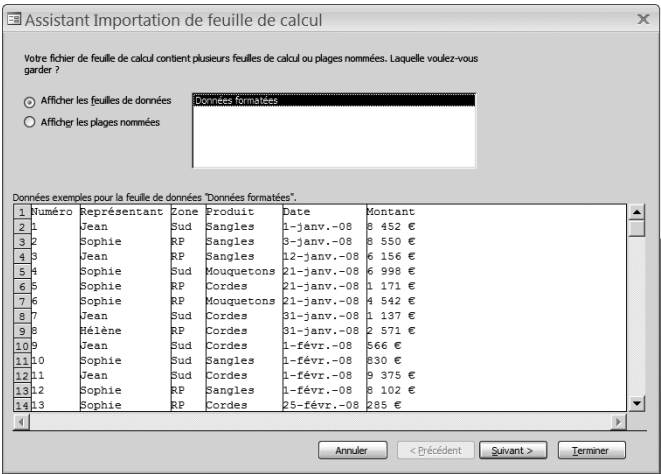 Assistant Importation de feuille de calcul
Votre fichier de feuille de calcul contient plusieurs feuilles de calcul ou plages nommées. Laquelle voulez-vous
garder ?
Afficher les feuilles de données
Afficher les plages nommées
Données formatées
Données exemples pour la feuille de données "Données formatées".
1 Numéro Représentant Zone Produit Date Montant
2 1 Jean Sud Sangles 1-janv.-08 8 452 €
3 2 Sophie RP Sangles 3-janv.-08 8 550 €
4 3 Jean RP Sangles 12-janv.-08 6 156 €
5 4 Sophie Sud Mouquetons 21-janv.-08 6 998 €
6 5 Sophie RP Cordes 21-janv.-08 1 171 €
7 6 Sophie RP Mouquetons 21-janv.-08 4 542 €
8 7 Jean Sud Cordes 31-janv.-08 1 137 €
9 8 Hélène RP Cordes 31-janv.-08 2 571 €
10 9 Jean Sud Cordes 1-févr.-08 566 €
11 10 Sophie Sud Sangles 1-févr.-08 830 €
12 11 Jean Sud Cordes 1-févr.-08 9 375 €
13 12 Sophie RP Sangles 1-févr.-08 8 102 €
14 13 Sophie RP Cordes 25-févr.-08 285 €
Annuler < Précédent Suivant > Terminer